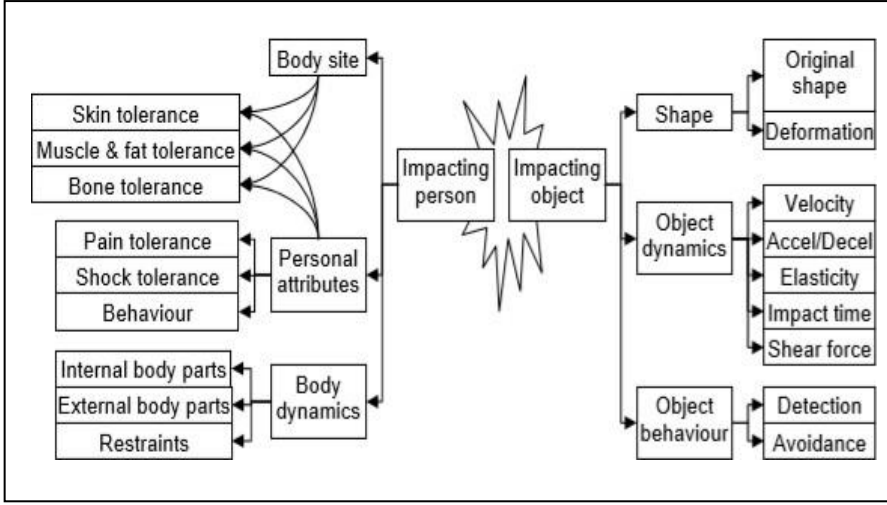 Body site
Skin tolerance
Muscle & fat tolerance
Bone tolerance
Pain tolerance
Shock tolerance
Behaviour
Personal
attributes
Internal body parts
External body parts
Restraints
Body
dynamics
Impacting
person
Impacting
object
Shape
Original
shape
Deformation
Object
dynamics
Velocity
Accel/Decel
Elasticity
Impact time
Shear force
Object
behaviour
Detection
Avoidance